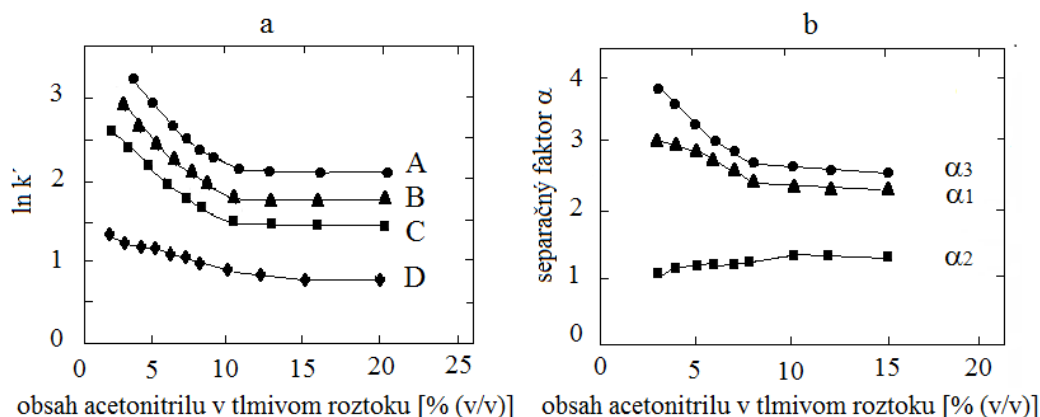 a
ln k´
3
2
1
0
A
B
C
D
0 5 10 15 20 25
obsah acetonitrilu v tlmivom roztoku [% (v/v)]
b
separačný faktor α
4
3
2
1
0
α3
α1
α2
0 5 10 15 20
obsah acetonitrilu v tlmivom roztoku [% (v/v)]